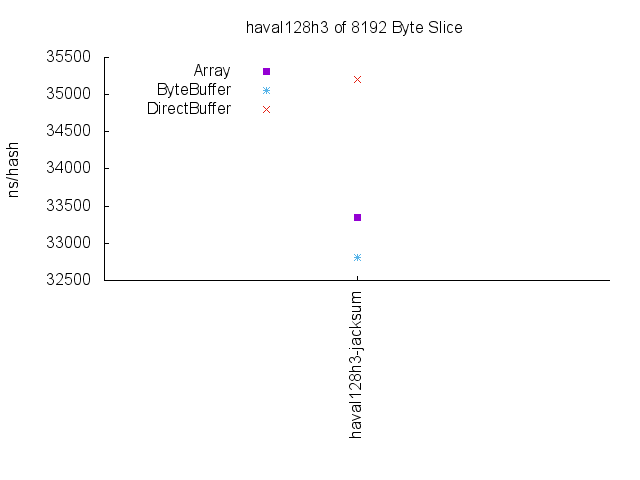 haval128h3 of 8192 Byte Slice
35500
35000
34500
34000
33500
33000
32500
ns/hash
Array
ByteBuffer
DirectBuffer
haval128h3-jacksum